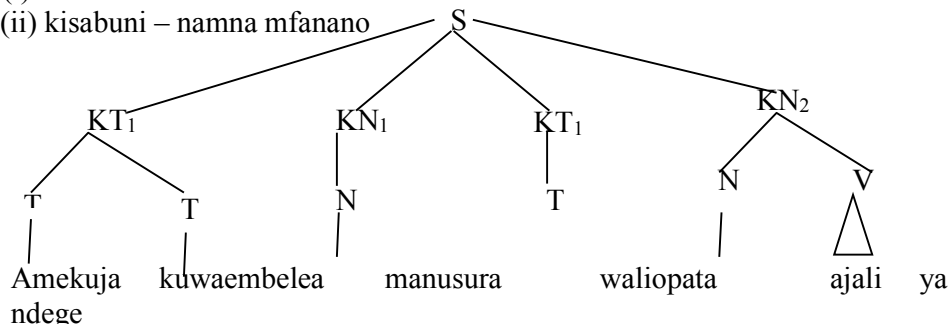 (ii) kisabuni – namna mfanano S
KT1 KN1 KT1 KN2
T T N T N V
Amekuja kuwaembelea manusura waliopata ajali ya
ndege